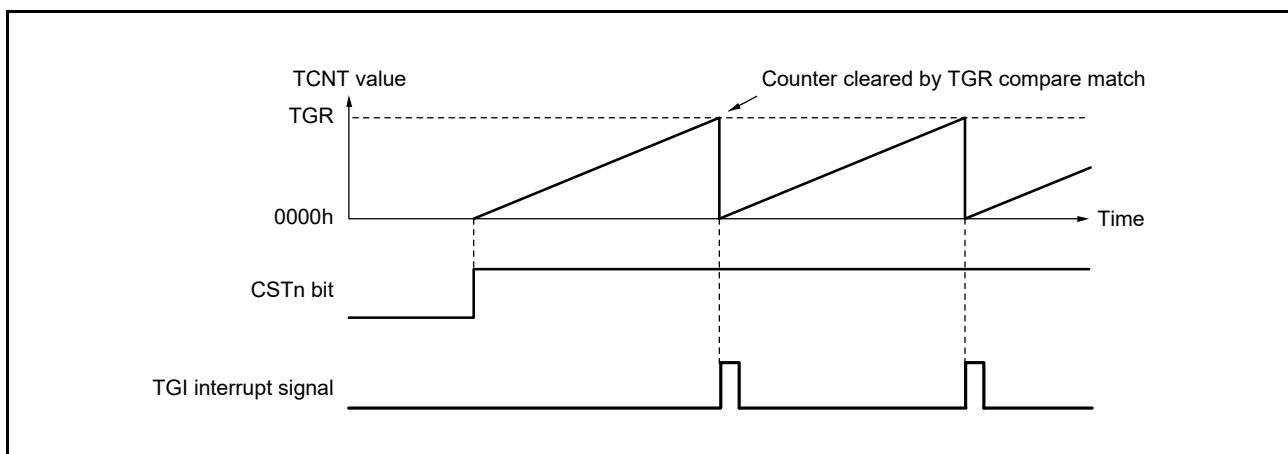 TCNT value
Counter cleared by TGR compare match
TGR
0000h
Time
CSTn bit
TGI interrupt signal